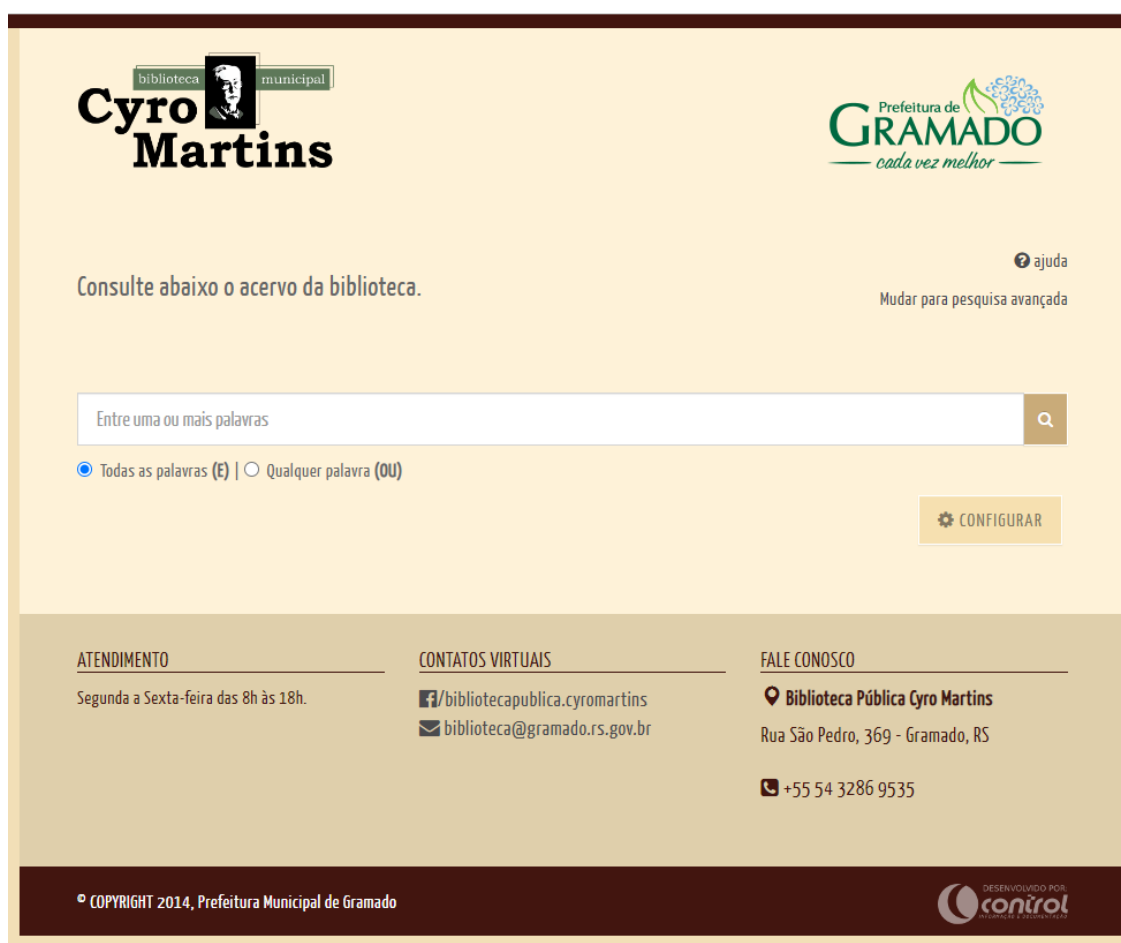 biblioteca municipal
Cyro
Martins
Prefeitura de
GRAMADO
cada vez melhor
ajuda
Consulte abaixo o acervo da biblioteca.
Mudar para pesquisa avançada
Entre uma ou mais palavras
Todas as palavras (E) | Qualquer palavra (OU)
CONFIGURAR
ATENDIMENTO
Segunda a Sexta-feira das 8h às 18h.
CONTATOS VIRTUAIS
/bibliotecapublica.cyromartins
biblioteca@gramado.rs.gov.br
FALE CONOSCO
Biblioteca Pública Cyro Martins
Rua São Pedro, 369 - Gramado, RS
+55 54 3286 9535
© COPYRIGHT 2014, Prefeitura Municipal de Gramado
DESENVOLVIDO POR:
control
INFORMAÇÃO E DOCUMENTAÇÃO